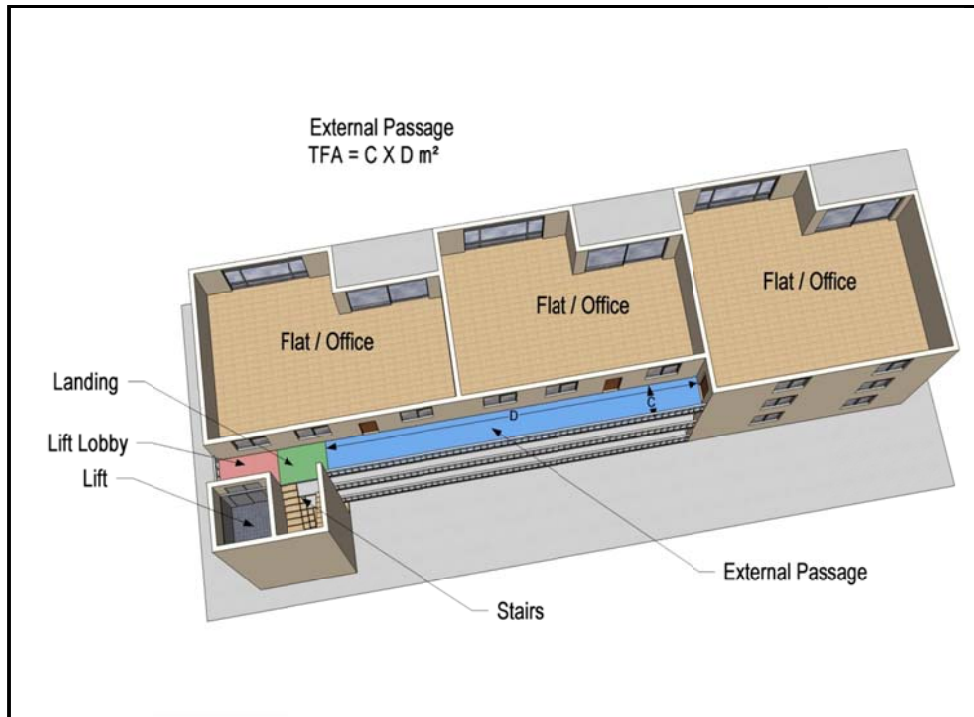 External Passage
TFA = C X D m²
Flat / Office
Flat / Office
Flat / Office
Landing
D
C
Lift Lobby
Lift
External Passage
Stairs